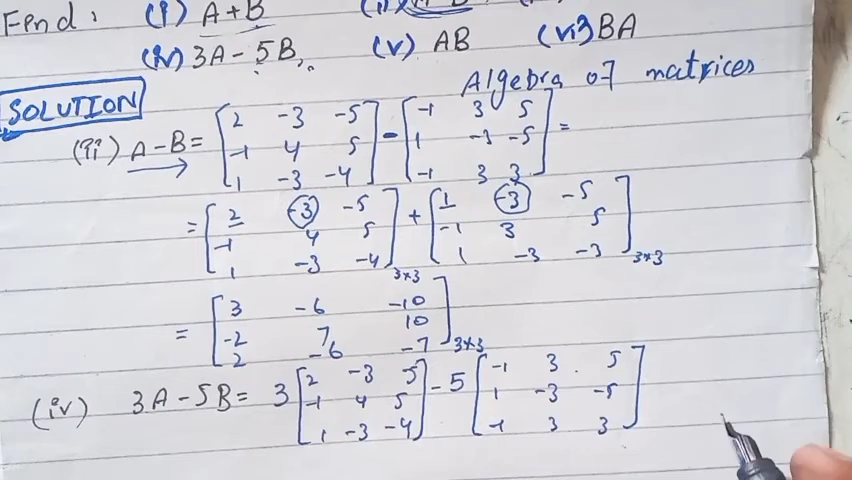 Find : (i) A+B
(iv) 3A - 5B, (v) AB (vi) BA
Algebra of matrices
SOLUTION
(ii) A-B = [2 -3 -5] - [-1 3 5] =
[-1 4 5] [1 -3 -5]
[1 -3 -4] [-1 3 3]
= [2 -3 -5] + [1 -3 -5]
[-1 4 5] [-1 3 5]
[1 -3 -4]3×3 [1 -3 -3]3×3
= [3 -6 -10]
[-2 7 10]
[2 -6 -7]3×3
(iv) 3A-5B = 3 [2 -3 5] - 5 [-1 3 5]
[-1 4 5] [1 -3 -5]
[1 -3 -4] [-1 3 3]